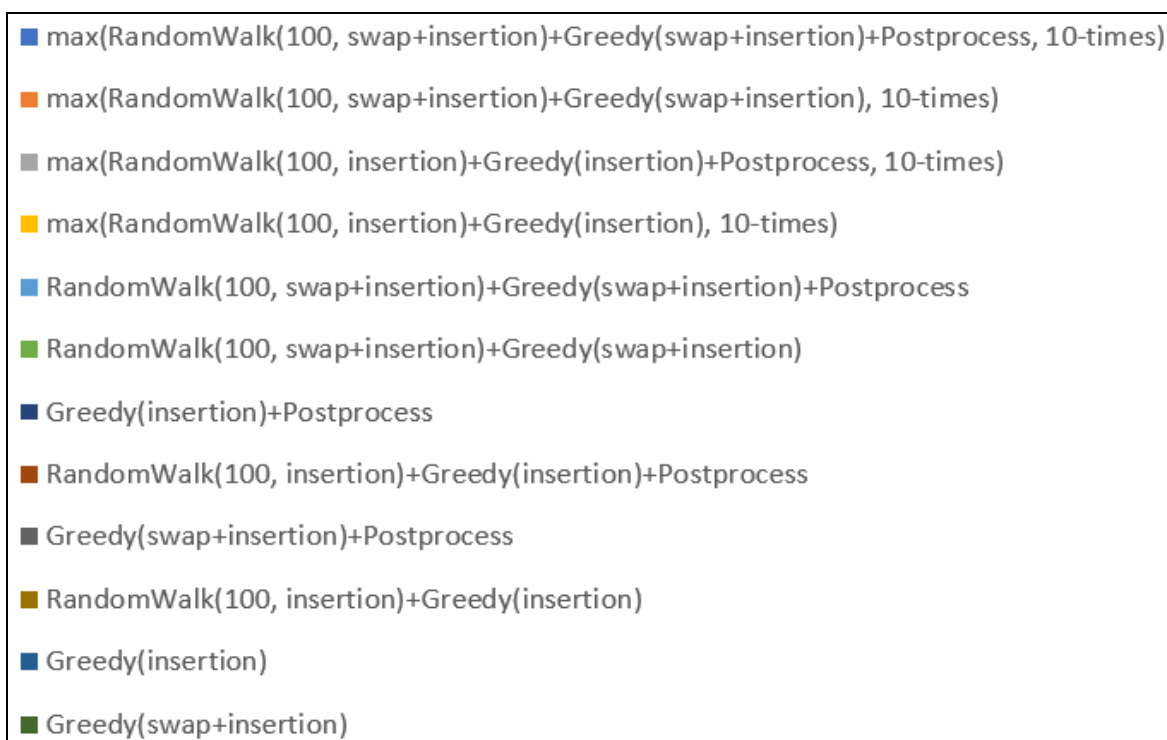 max(RandomWalk(100, swap+insertion)+Greedy(swap+insertion)+Postprocess, 10-times)
max(RandomWalk(100, swap+insertion)+Greedy(swap+insertion), 10-times)
max(RandomWalk(100, insertion)+Greedy(insertion)+Postprocess, 10-times)
max(RandomWalk(100, insertion)+Greedy(insertion), 10-times)
RandomWalk(100, swap+insertion)+Greedy(swap+insertion)+Postprocess
RandomWalk(100, swap+insertion)+Greedy(swap+insertion)
Greedy(insertion)+Postprocess
RandomWalk(100, insertion)+Greedy(insertion)+Postprocess
Greedy(swap+insertion)+Postprocess
RandomWalk(100, insertion)+Greedy(insertion)
Greedy(insertion)
Greedy(swap+insertion)